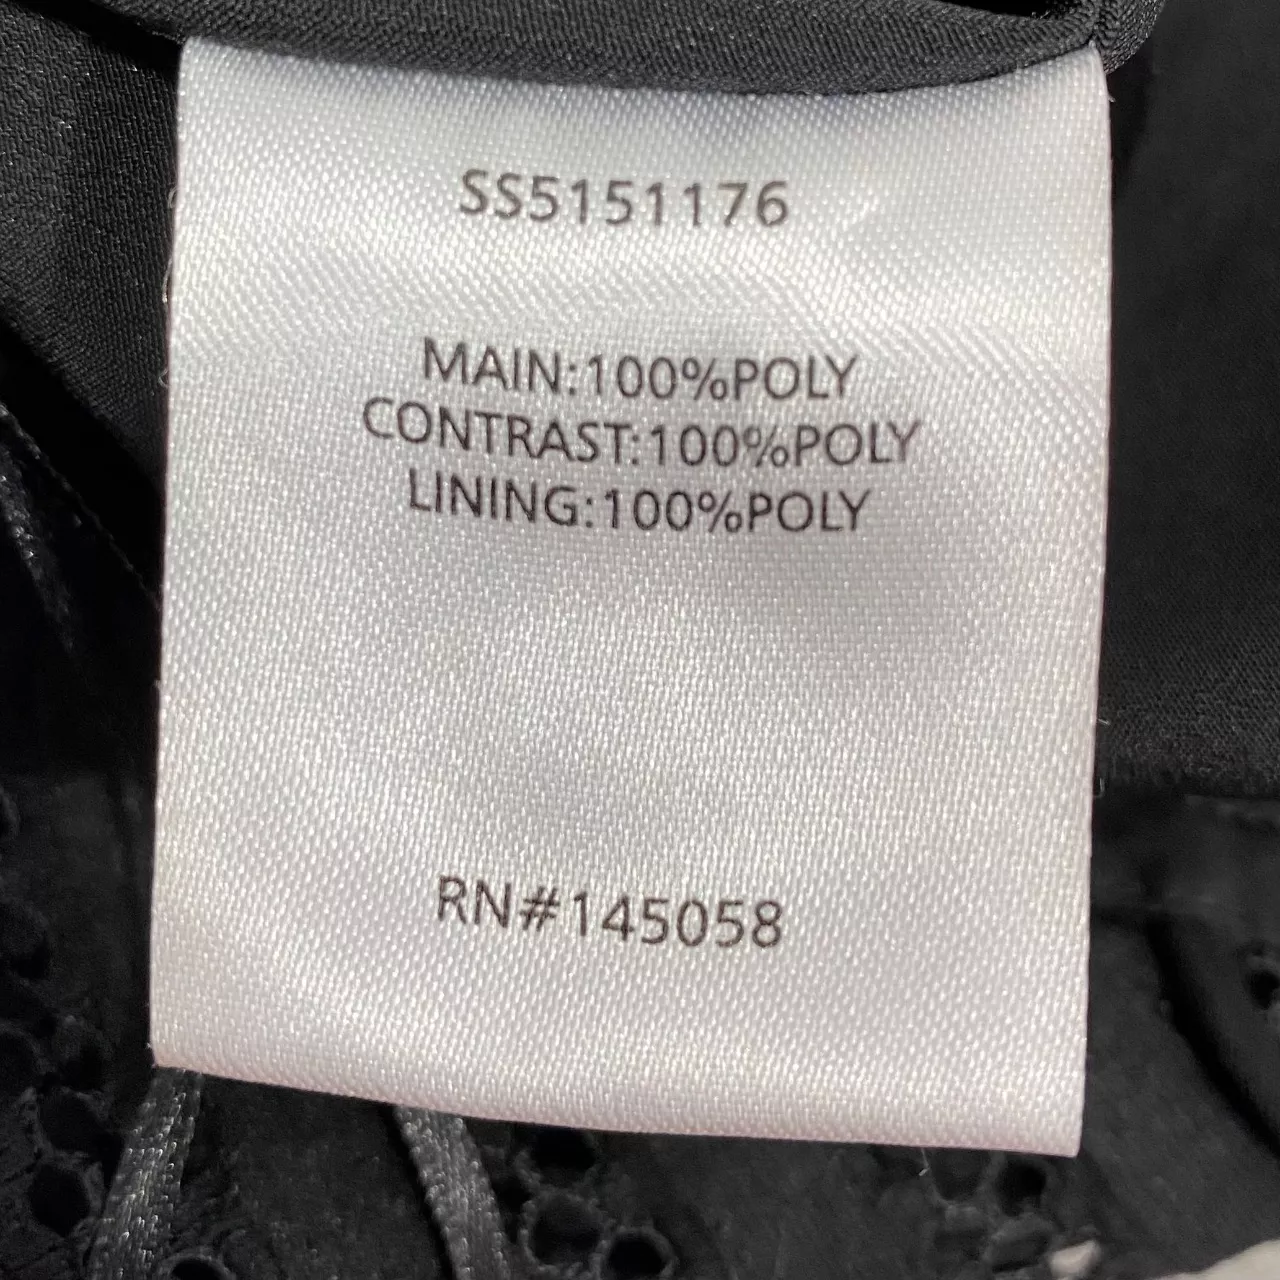 SS5151176
MAIN:100%POLY
CONTRAST:100%POLY
LINING:100%POLY
RN#145058